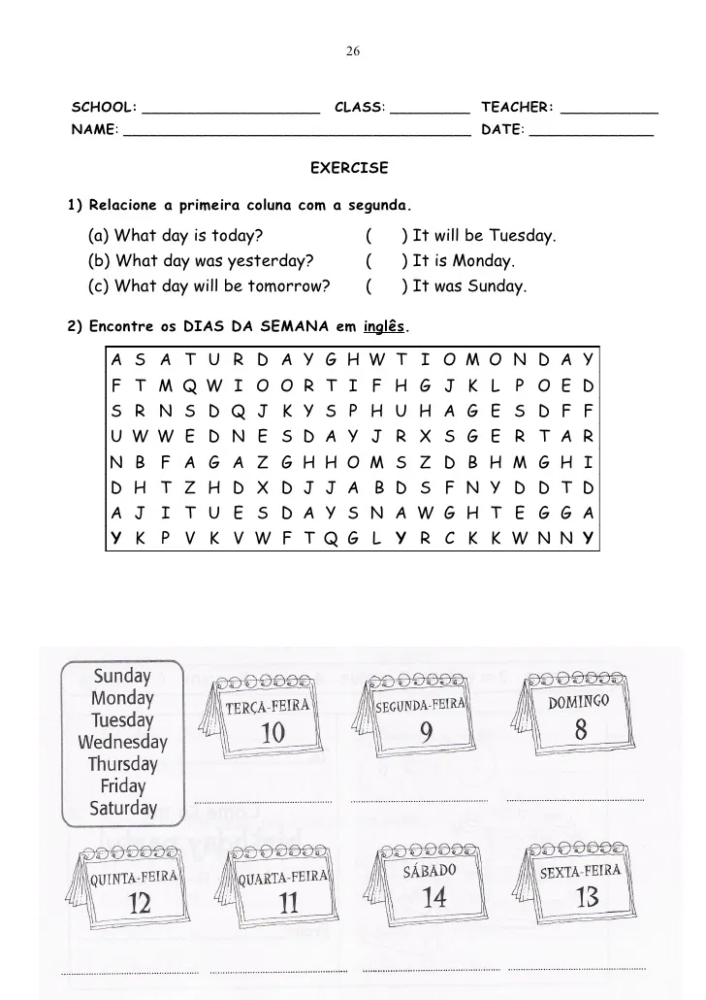 26
SCHOOL: ____________________ CLASS: _________ TEACHER: ___________
NAME: _______________________________________ DATE: ______________
EXERCISE
1) Relacione a primeira coluna com a segunda.
(a) What day is today? ( ) It will be Tuesday.
(b) What day was yesterday? ( ) It is Monday.
(c) What day will be tomorrow? ( ) It was Sunday.
2) Encontre os DIAS DA SEMANA em inglês.
A S A T U R D A Y G H W T I O M O N D A Y
F T M Q W I O O R T I F H G J K L P O E D
S R N S D Q J K Y S P H U H A G E S D F F
U W W E D N E S D A Y J R X S G E R T A R
N B F A G A Z G H H O M S Z D B H M G H I
D H T Z H D X D J J A B D S F N Y D D T D
A J I T U E S D A Y S N A W G H T E G G A
Y K P V K V W F T Q G L Y R C K K W N N Y
Sunday
Monday
Tuesday
Wednesday
Thursday
Friday
Saturday
TERÇA-FEIRA
10
SEGUNDA-FEIRA
9
DOMINGO
8
QUINTA-FEIRA
12
QUARTA-FEIRA
11
SÁBADO
14
SEXTA-FEIRA
13